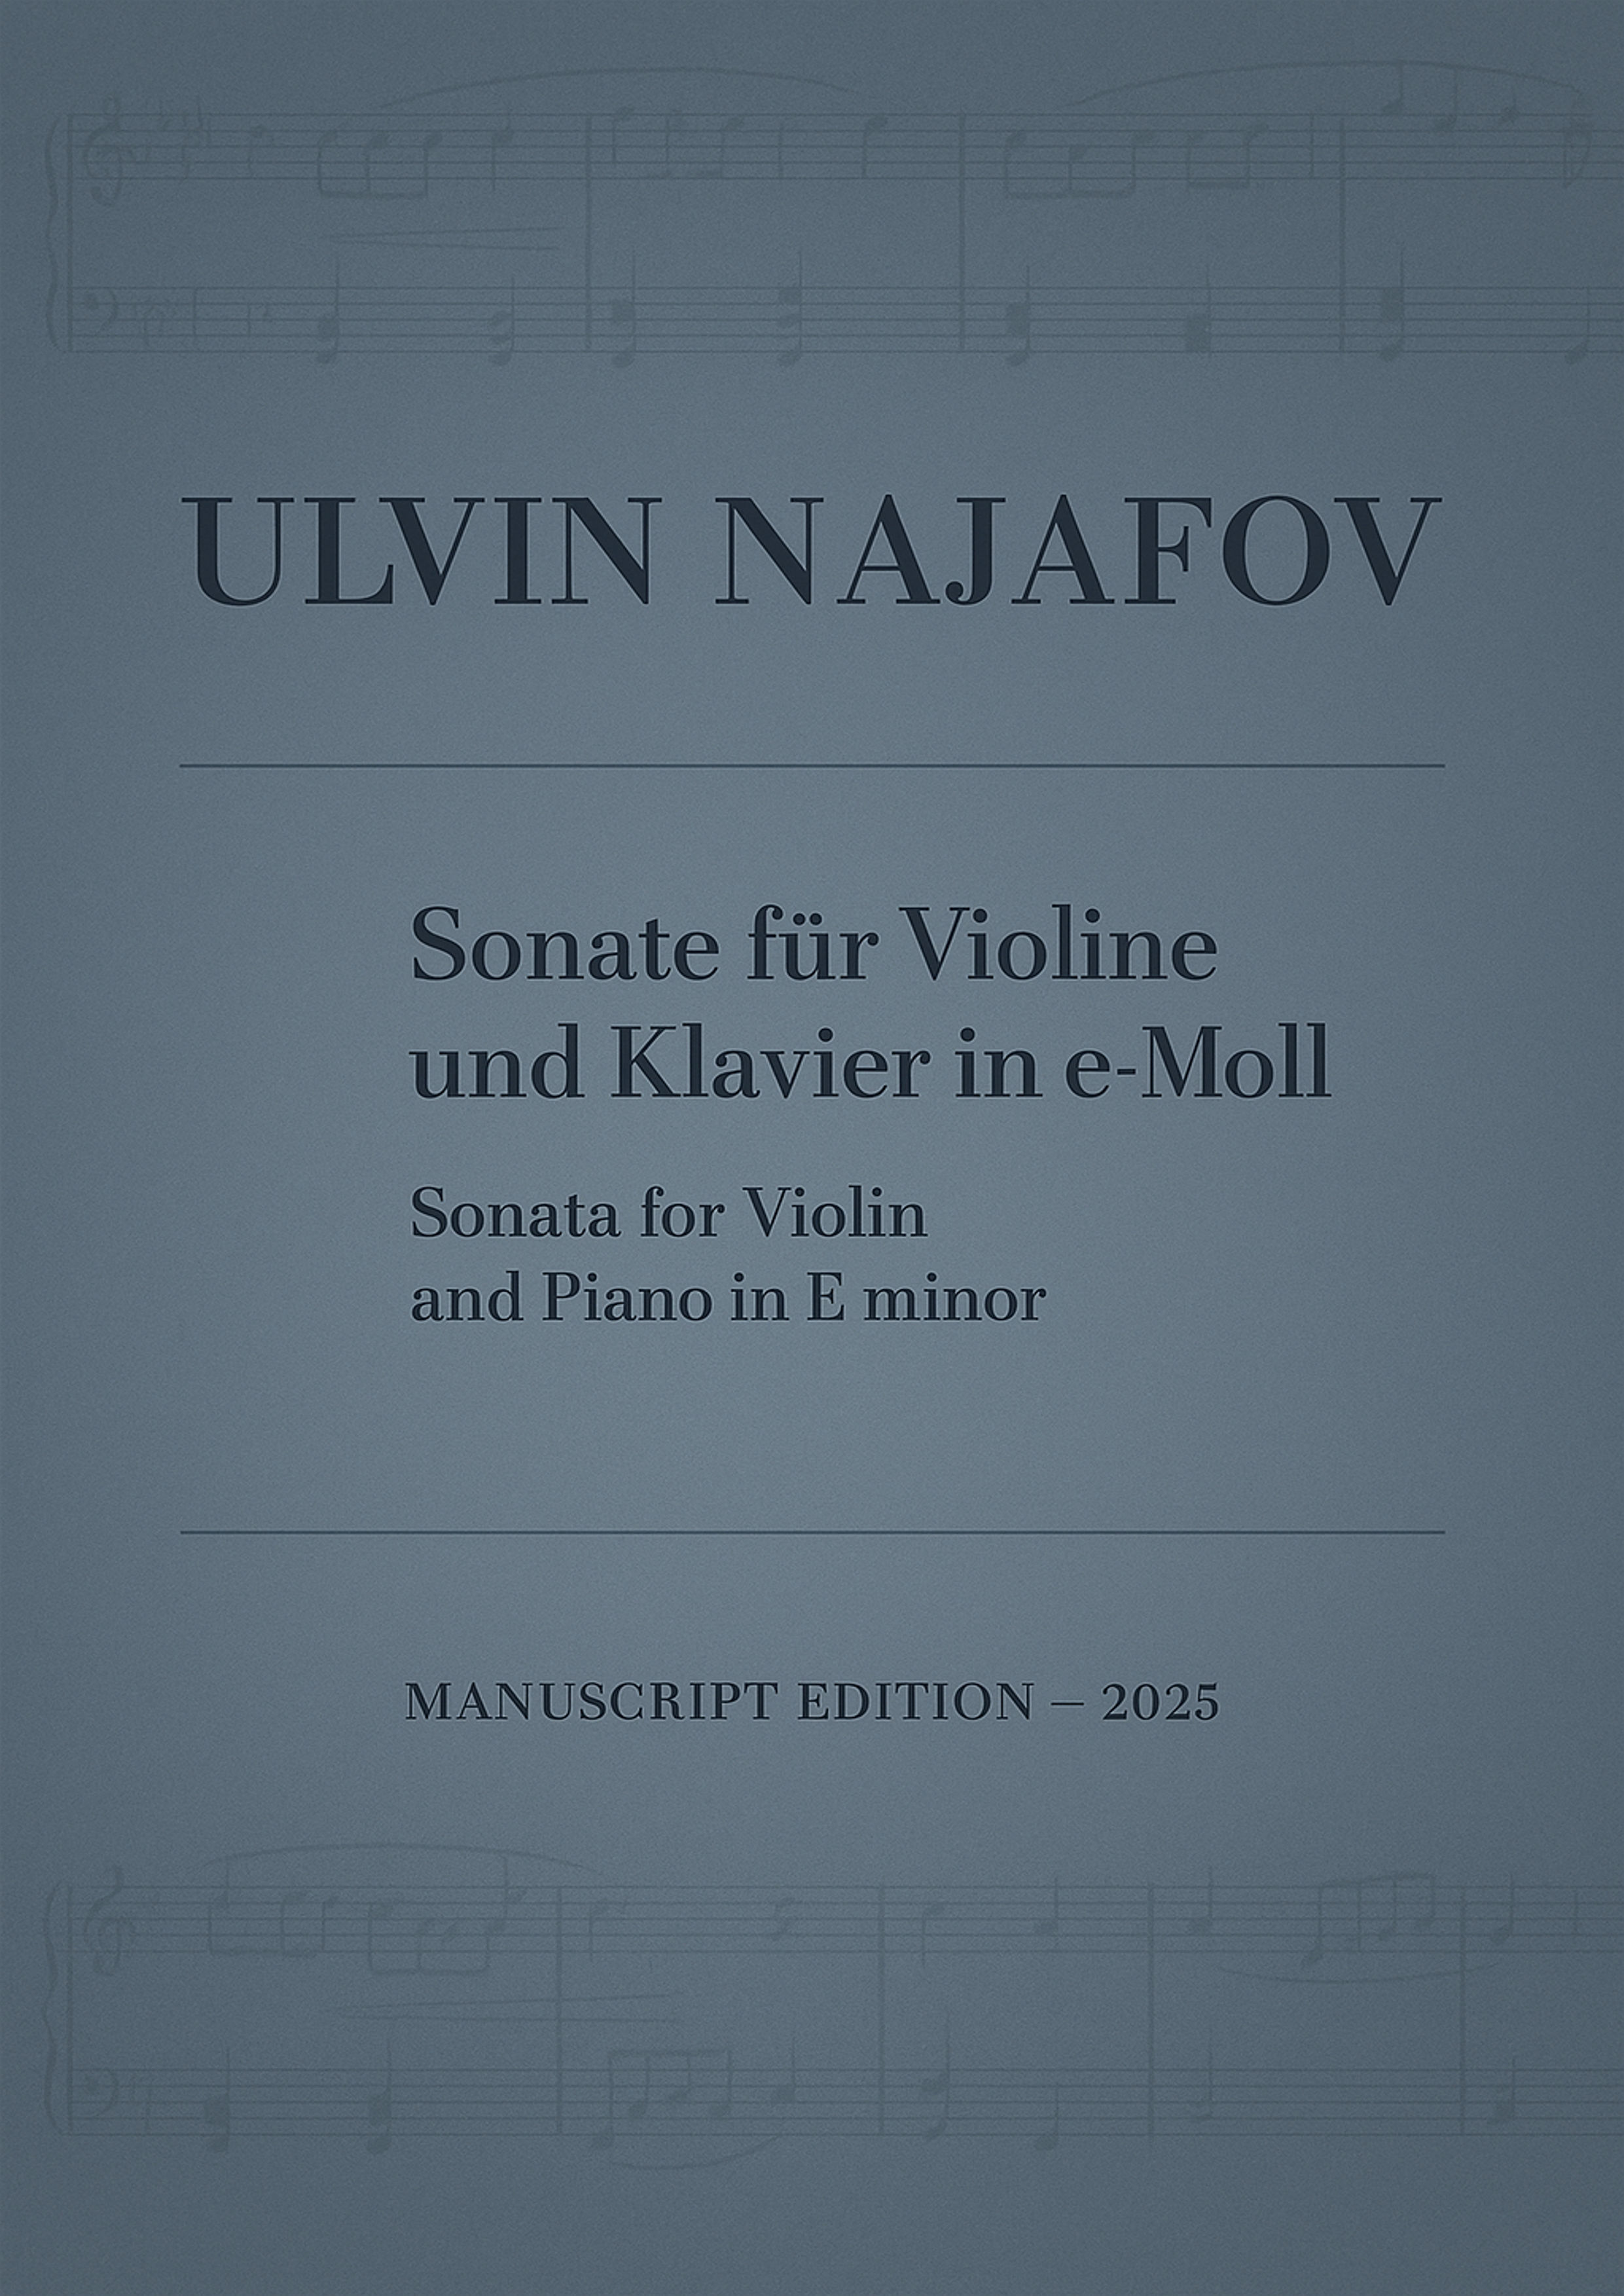 ULVIN NAJAFOV
Sonate für Violine
und Klavier in e-Moll
Sonata for Violin
and Piano in E minor
MANUSCRIPT EDITION – 2025